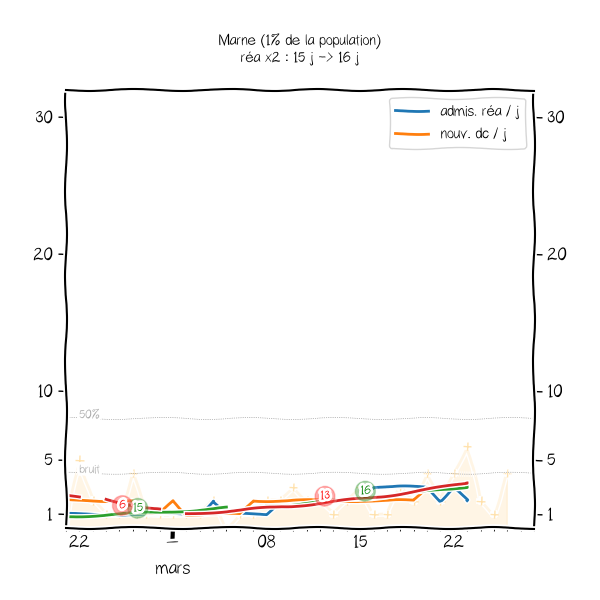 Marne (1% de la population)
réa x2 : 15 j -> 16 j
admis. réa / j
nouv. dc / j
30 30
20 20
10 10
50%
5 5
bruit
6 15 13 16
1 1
22 1 08 15 22
mars